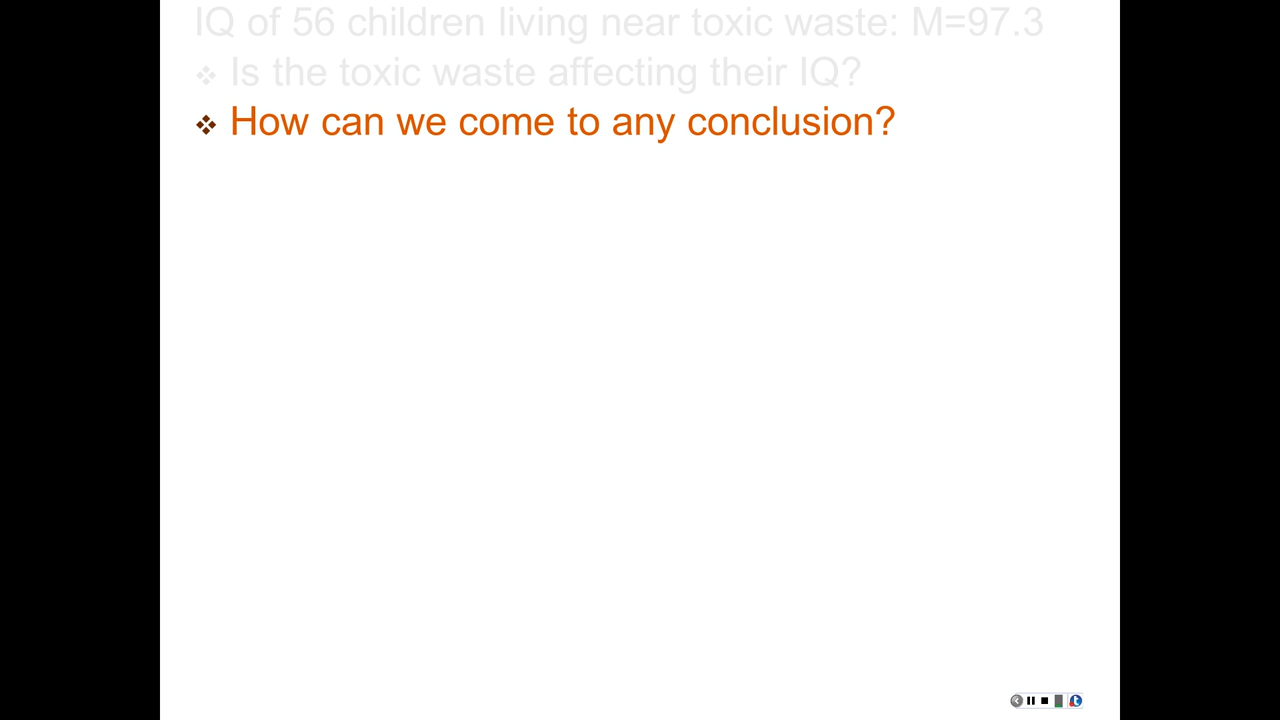 IQ of 56 children living near toxic waste: M=97.3
❖ Is the toxic waste affecting their IQ?
❖ How can we come to any conclusion?